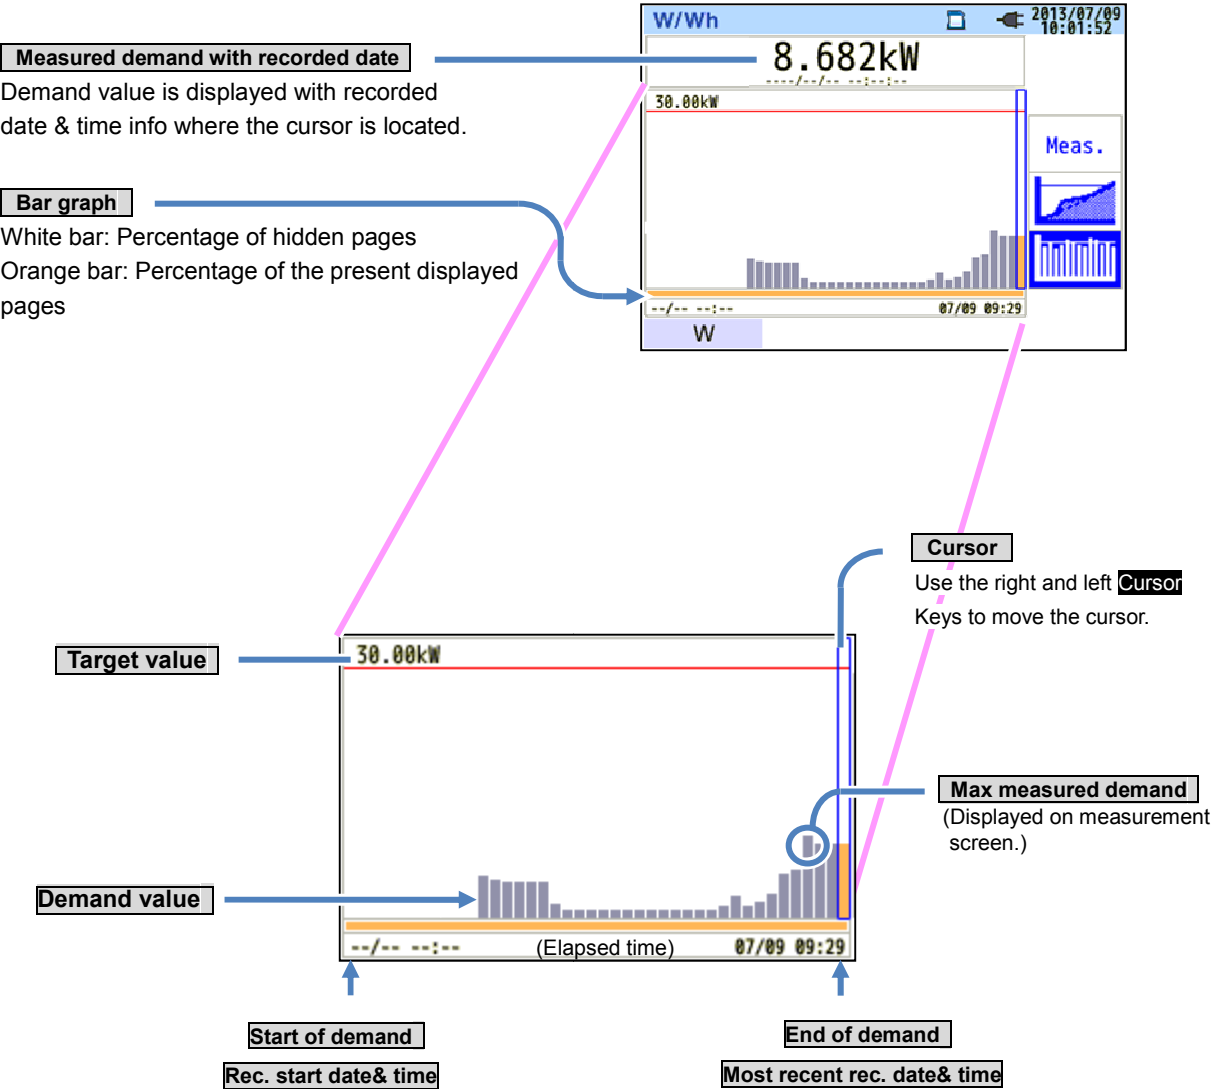 W/Wh
2013/07/09
10:01:52
Measured demand with recorded date
8.682kW
----/--/-- --:--:--
Demand value is displayed with recorded
date & time info where the cursor is located.
30.00kW
Meas.
Bar graph
White bar: Percentage of hidden pages
Orange bar: Percentage of the present displayed
pages
--/-- --:--
07/09 09:29
W
Cursor
Use the right and left Cursor
Keys to move the cursor.
Target value
30.00kW
Max measured demand
(Displayed on measurement
screen.)
Demand value
--/-- --:--
(Elapsed time)
07/09 09:29
Start of demand
End of demand
Rec. start date& time
Most recent rec. date& time